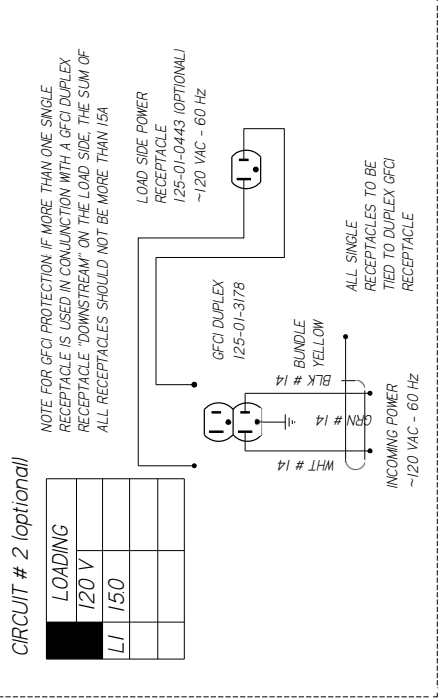 CIRCUIT # 2 (optional)
LOADING
120 V
L1 15.0
NOTE FOR GFCI PROTECTION: IF MORE THAN ONE SINGLE
RECEPTACLE IS USED IN CONJUNCTION WITH A GFCI DUPLEX
RECEPTACLE "DOWNSTREAM" ON THE LOAD SIDE, THE SUM OF
ALL RECEPTACLES SHOULD NOT BE MORE THAN 15A
LOAD SIDE POWER
RECEPTACLE
125-01-0443 (OPTIONAL)
~120 VAC - 60 Hz
GFCI DUPLEX
125-01-3178
WHT # 14
GRN # 14
BLK # 14
BUNDLE
YELLOW
INCOMING POWER
~120 VAC - 60 Hz
ALL SINGLE
RECEPTACLES TO BE
TIED TO DUPLEX GFCI
RECEPTACLE